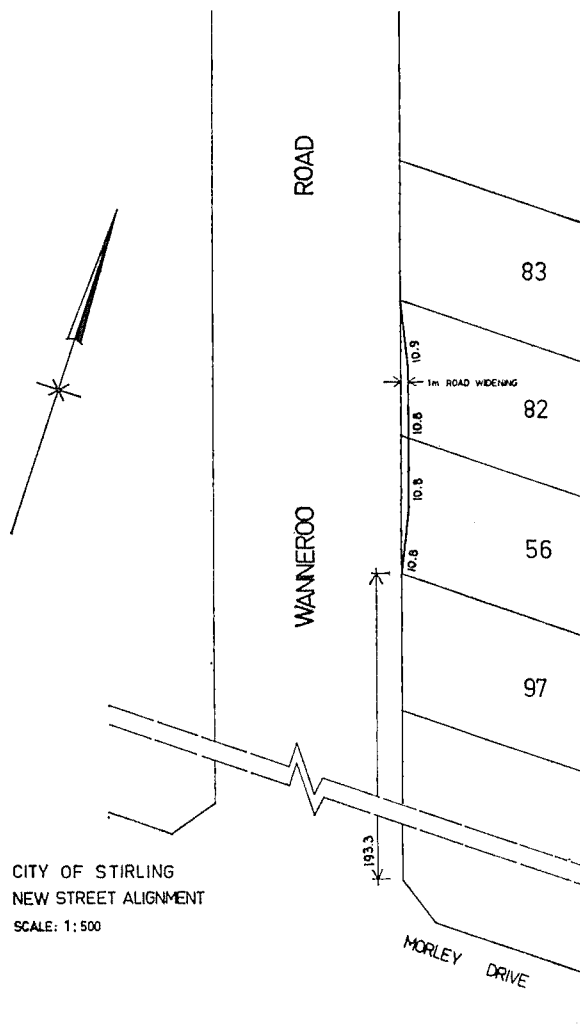 ROAD
83
10.9
1m ROAD WIDENING
10.8
82
10.8
WANNEROO
56
10.8
97
193.3
CITY OF STIRLING
NEW STREET ALIGNMENT
SCALE: 1:500
MORLEY DRIVE